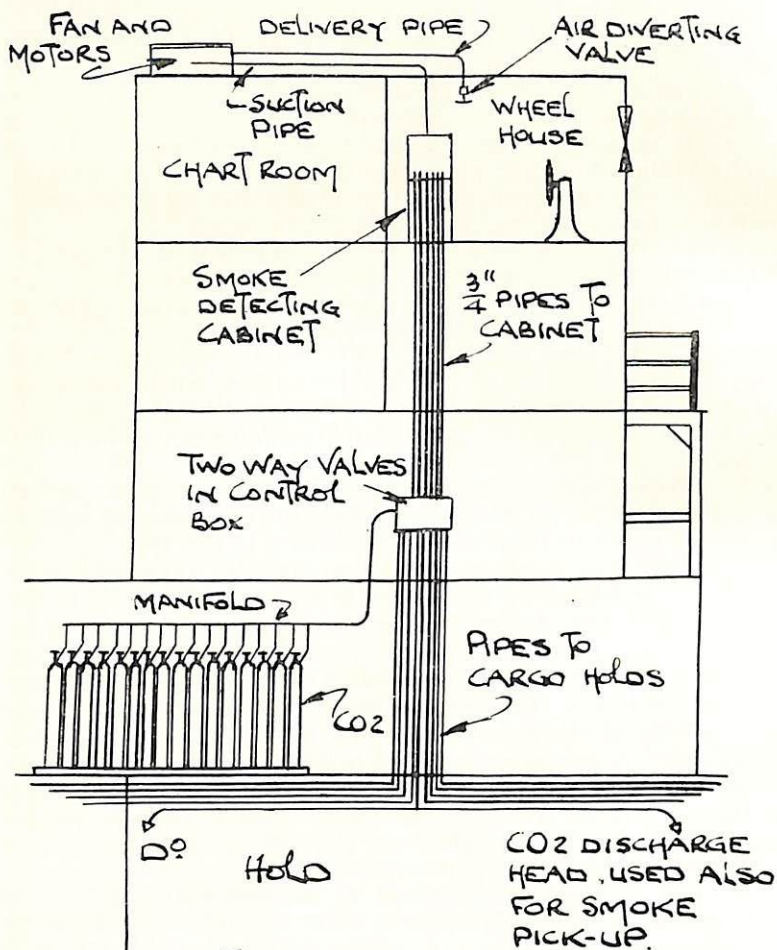 FAN AND
MOTORS
DELIVERY PIPE
AIR DIVERTING
VALVE
SUCTION
PIPE
WHEEL
HOUSE
CHART ROOM
SMOKE
DETECTING
CABINET
3/4" PIPES TO
CABINET
TWO WAY VALVES
IN CONTROL
BOX
MANIFOLD
PIPES TO
CARGO HOLDS
CO2
Do
HOLD
CO2 DISCHARGE
HEAD. USED ALSO
FOR SMOKE
PICK-UP.